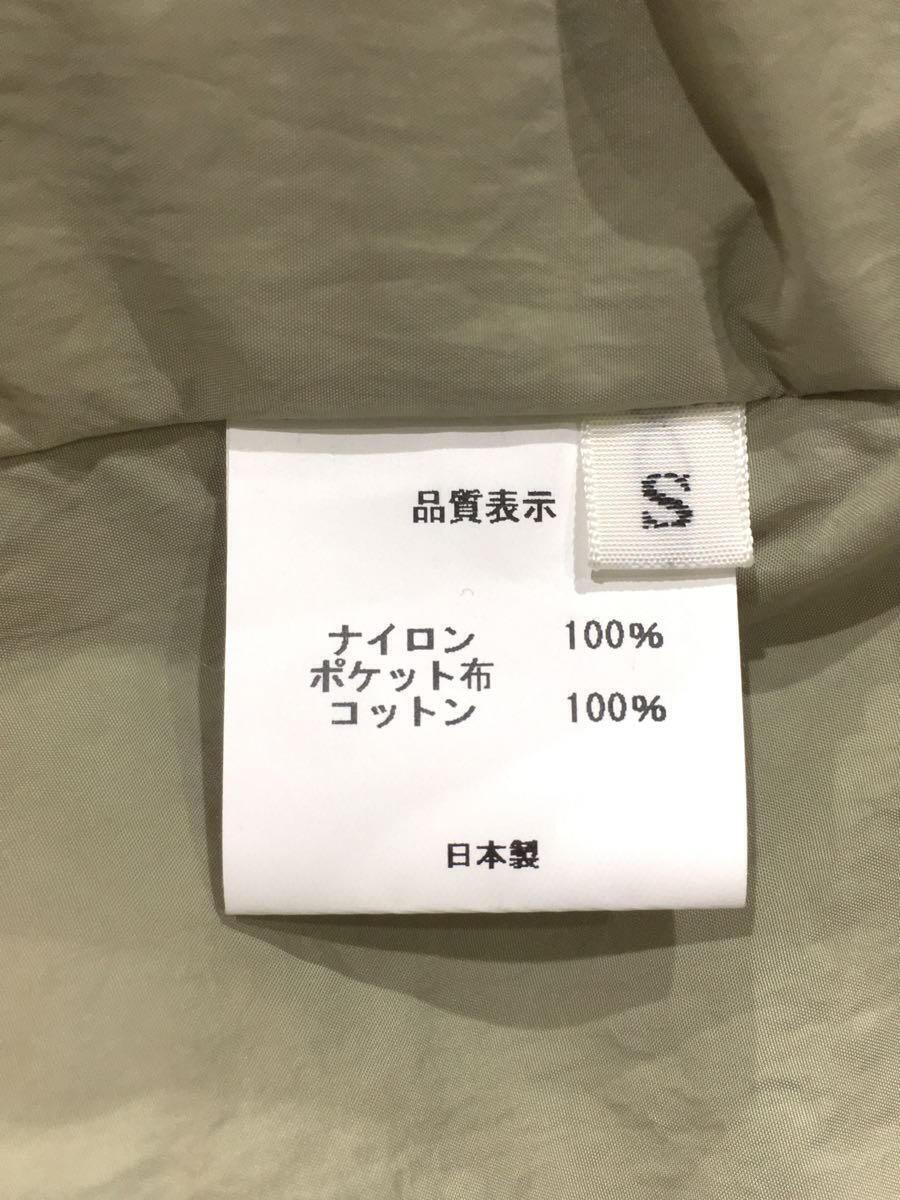 品質表示
S
ナイロン 100%
ポケット布
コットン 100%
日本製